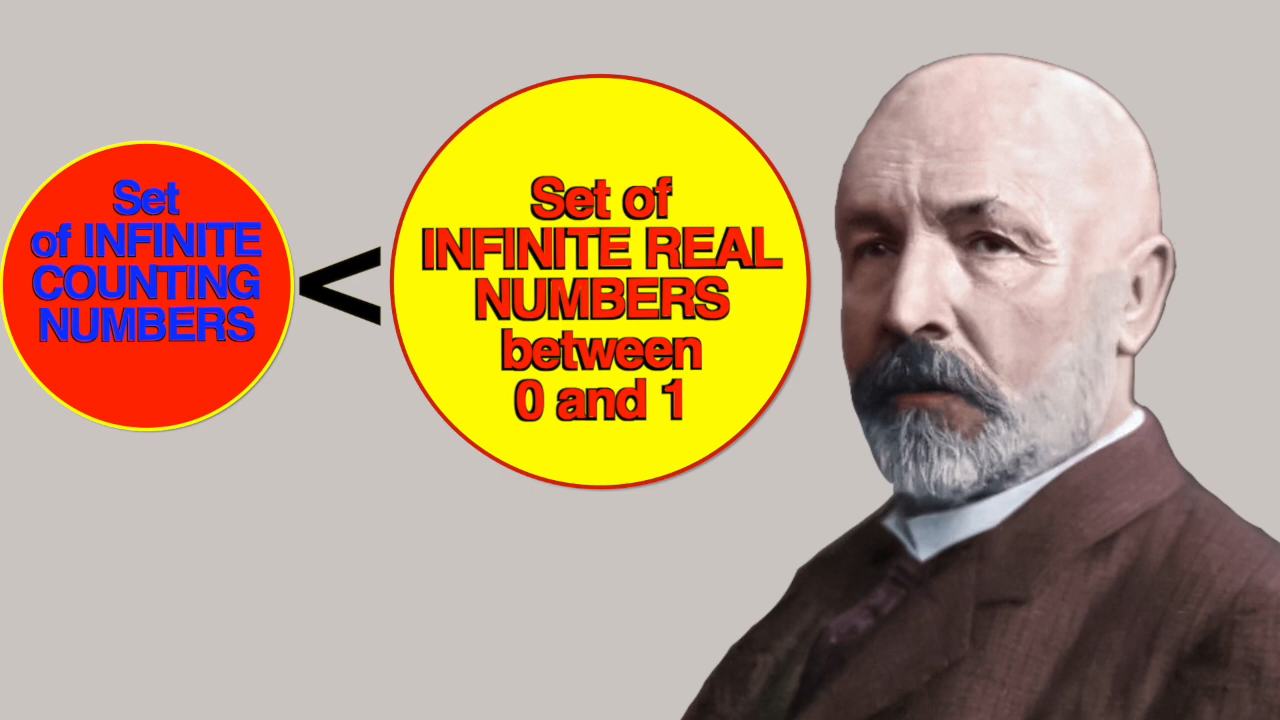 Set
of INFINITE
COUNTING
NUMBERS
<
Set of
INFINITE REAL
NUMBERS
between
0 and 1